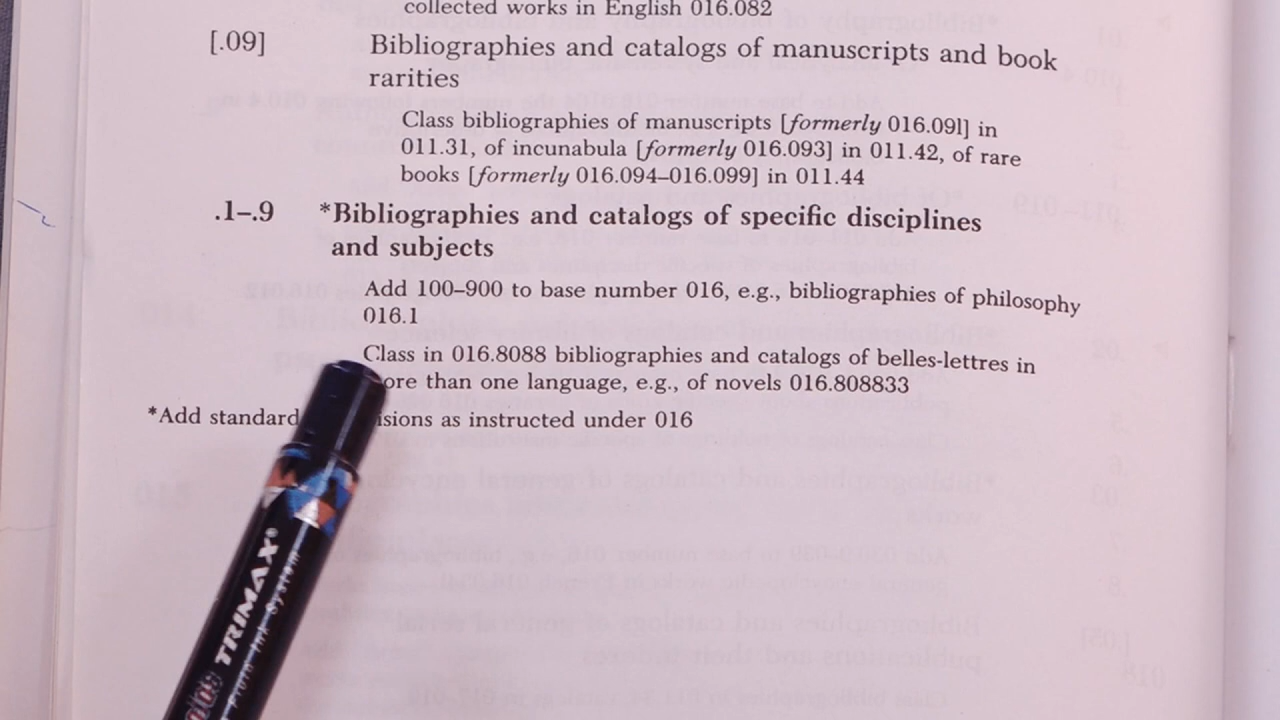 collected works in English 016.082
[.09] Bibliographies and catalogs of manuscripts and book
rarities
Class bibliographies of manuscripts [formerly 016.091] in
011.31, of incunabula [formerly 016.093] in 011.42, of rare
books [formerly 016.094–016.099] in 011.44
.1–.9 *Bibliographies and catalogs of specific disciplines
and subjects
Add 100–900 to base number 016, e.g., bibliographies of philosophy
016.1
Class in 016.8088 bibliographies and catalogs of belles-lettres in
ore than one language, e.g., of novels 016.808833
*Add standard isions as instructed under 016
TRIMAX